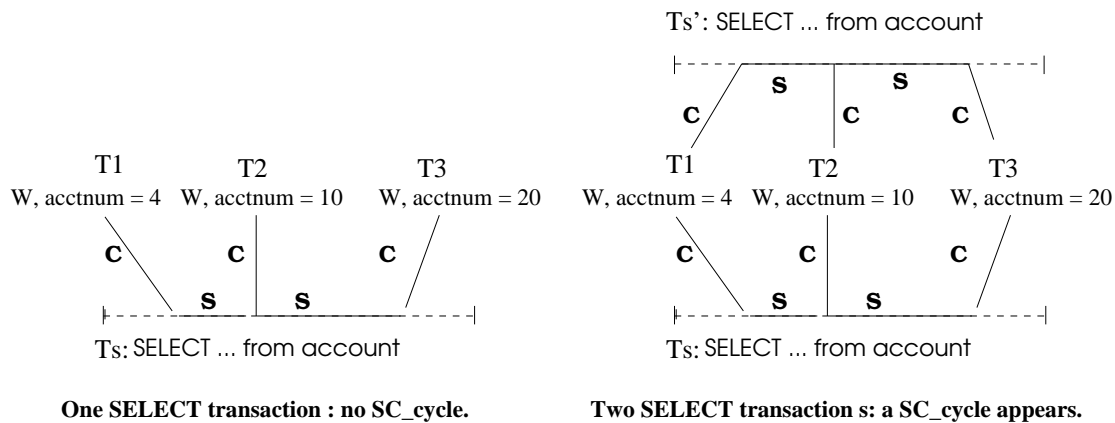 Ts’: SELECT ... from account
S S
C C C
T1 T2 T3
W, acctnum = 4 W, acctnum = 10 W, acctnum = 20
C C C
S S
Ts: SELECT ... from account
One SELECT transaction : no SC_cycle.
T1 T2 T3
W, acctnum = 4 W, acctnum = 10 W, acctnum = 20
C C C
S S
Ts: SELECT ... from account
Two SELECT transaction s: a SC_cycle appears.